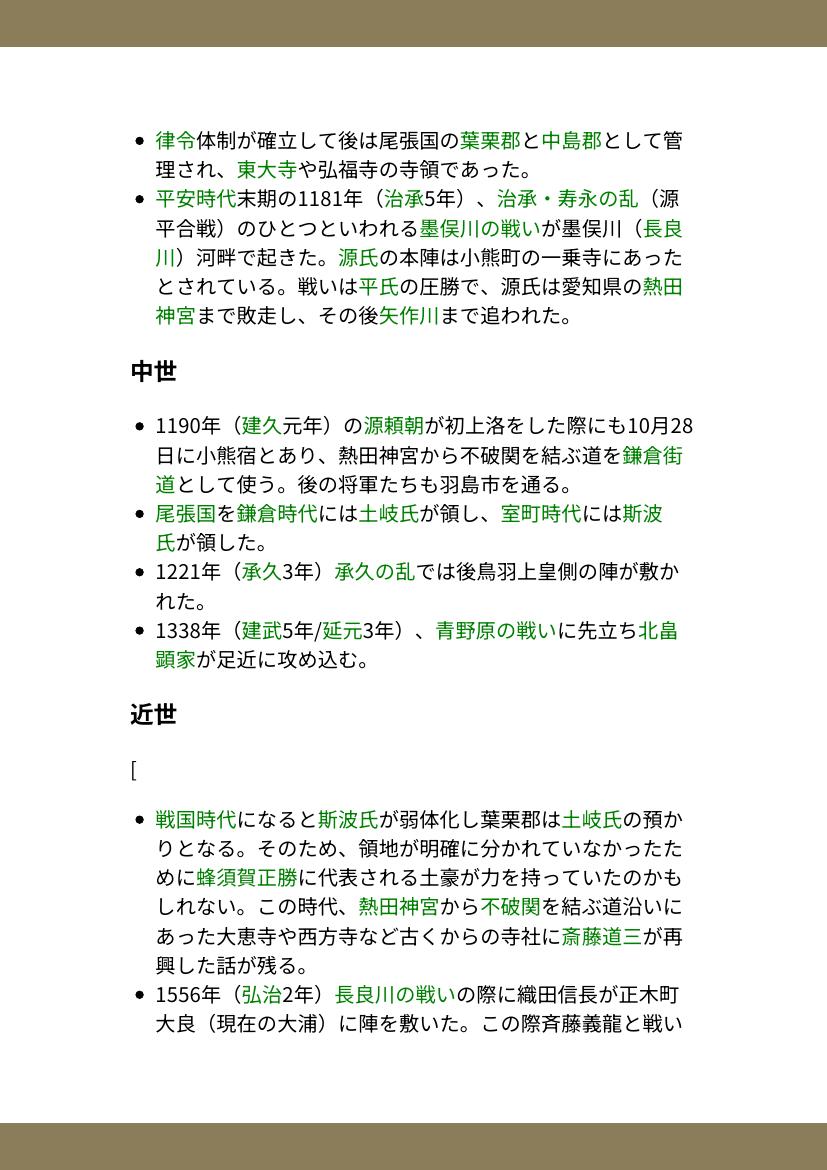 律令体制が確立して後は尾張国の葉栗郡と中島郡として管
理され、東大寺や弘福寺の寺領であった。
平安時代末期の1181年（治承5年）、治承・寿永の乱（源
平合戦）のひとつといわれる墨俣川の戦いが墨俣川（長良
川）河畔で起きた。源氏の本陣は小熊町の一乗寺にあった
とされている。戦いは平氏の圧勝で、源氏は愛知県の熱田
神宮まで敗走し、その後矢作川まで追われた。
中世
1190年（建久元年）の源頼朝が初上洛をした際にも10月28
日に小熊宿とあり、熱田神宮から不破関を結ぶ道を鎌倉街
道として使う。後の将軍たちも羽島市を通る。
尾張国を鎌倉時代には土岐氏が領し、室町時代には斯波
氏が領した。
1221年（承久3年）承久の乱では後鳥羽上皇側の陣が敷か
れた。
1338年（建武5年/延元3年）、青野原の戦いに先立ち北畠
顕家が足近に攻め込む。
近世
[
戦国時代になると斯波氏が弱体化し葉栗郡は土岐氏の預か
りとなる。そのため、領地が明確に分かれていなかったた
めに蜂須賀正勝に代表される土豪が力を持っていたのかも
しれない。この時代、熱田神宮から不破関を結ぶ道沿いに
あった大恵寺や西方寺など古くからの寺社に斎藤道三が再
興した話が残る。
1556年（弘治2年）長良川の戦いの際に織田信長が正木町
大良（現在の大浦）に陣を敷いた。この際斉藤義龍と戦い